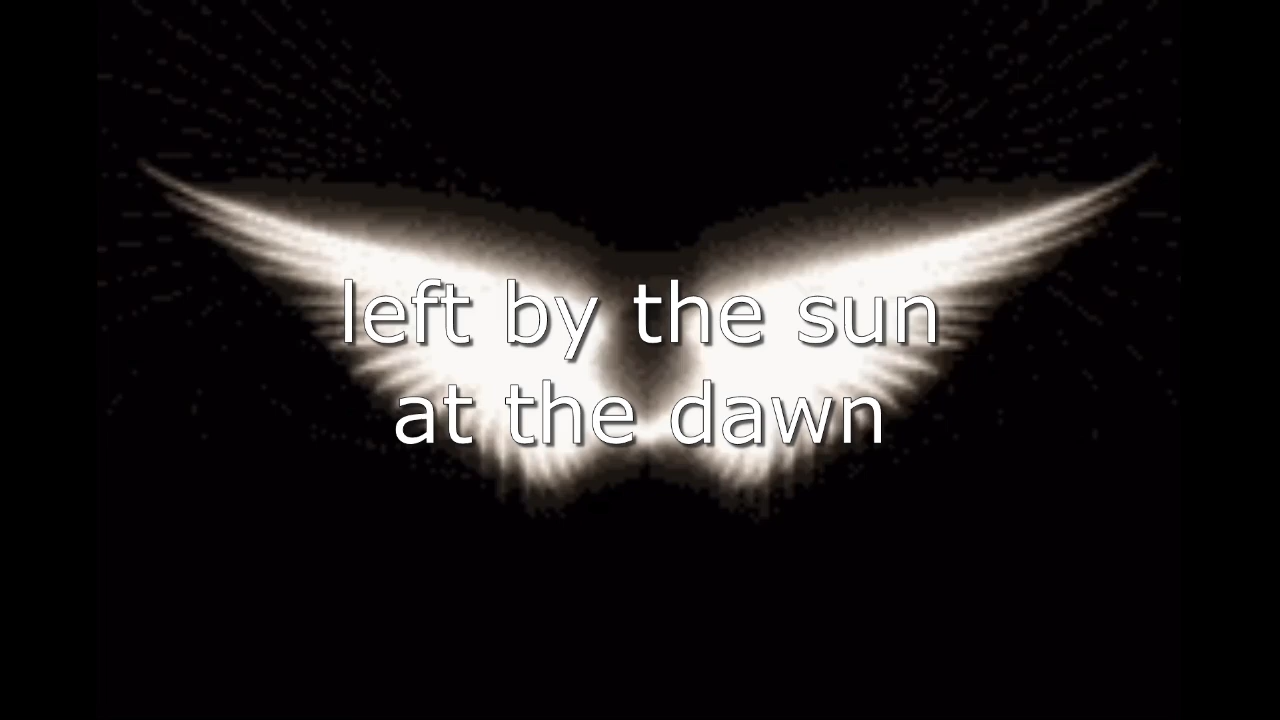 left by the sun
at the dawn